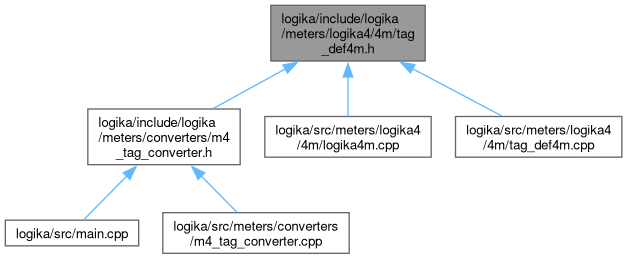 logika/include/logika
/meters/logika4/4m/tag
_def4m.h
logika/include/logika
/meters/converters/m4
_tag_converter.h
logika/src/meters/logika4
/4m/logika4m.cpp
logika/src/meters/logika4
/4m/tag_def4m.cpp
logika/src/main.cpp
logika/src/meters/converters
/m4_tag_converter.cpp